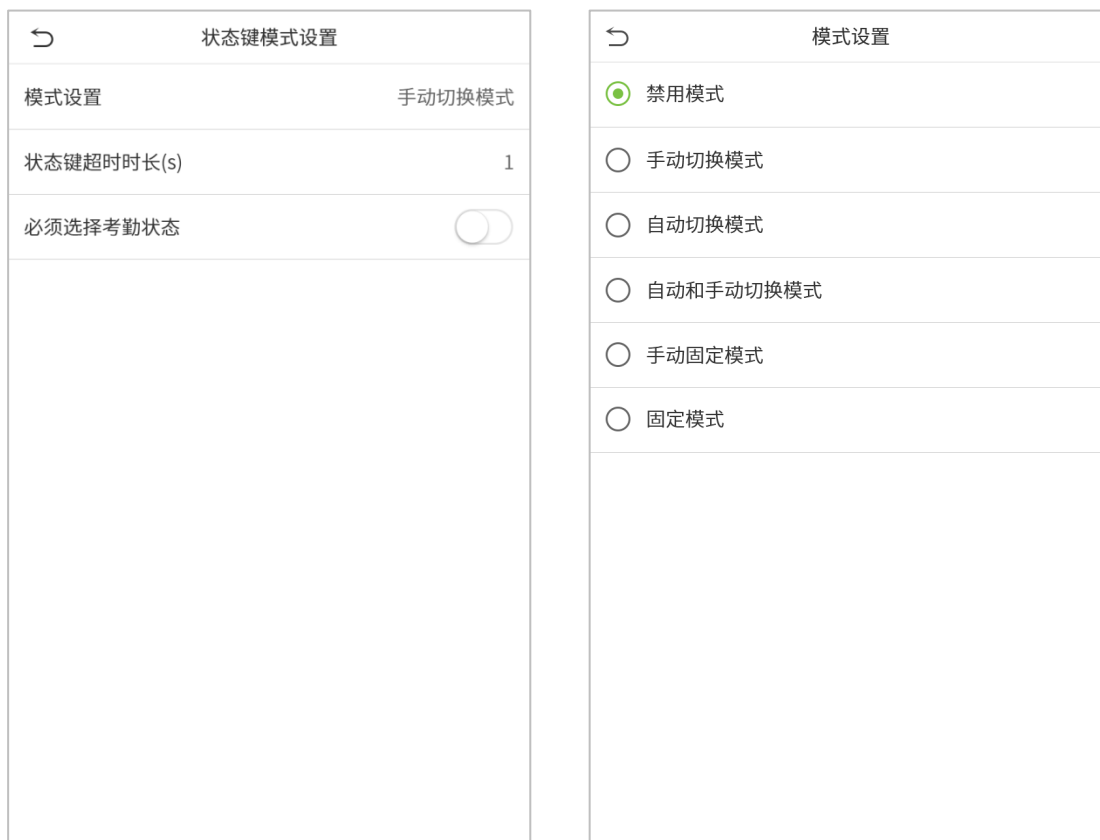 状态键模式设置
模式设置 手动切换模式
状态键超时时长(s) 1
必须选择考勤状态
模式设置
禁用模式
手动切换模式
自动切换模式
自动和手动切换模式
手动固定模式
固定模式